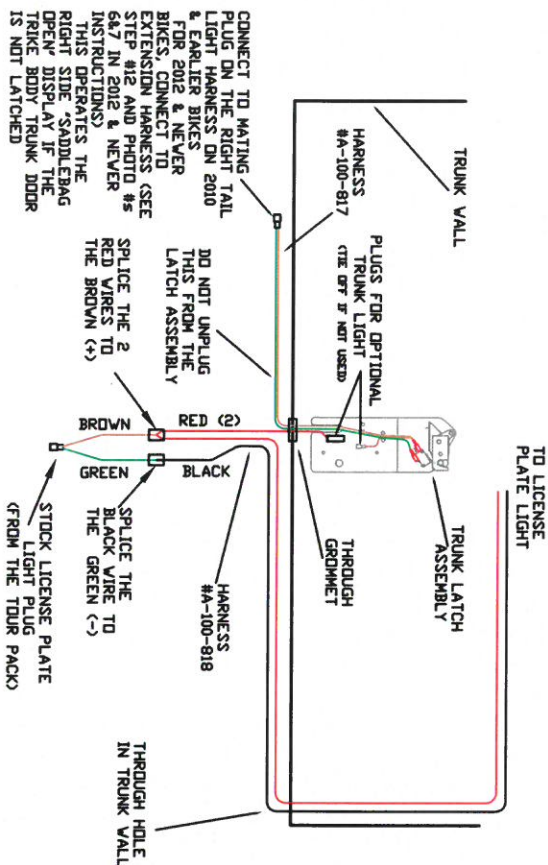 TO LICENSE
PLATE LIGHT
TRUNK WALL
HARNESS
#A-100-817
PLUGS FOR OPTIONAL
TRUNK LIGHT
(TIE OFF IF NOT USED)
TRUNK LATCH
ASSEMBLY
CONNECT TO MATING
PLUG ON THE RIGHT TAIL
LIGHT HARNESS ON 2010
& EARLIER BIKES
FOR 2012 & NEWER
BIKES, CONNECT TO
EXTENSION HARNESS (SEE
STEP #12 AND PHOTO #s
6&7 IN 2012 & NEWER
INSTRUCTIONS)
THIS OPERATES THE
RIGHT SIDE 'SADDLEBAG
OPEN' DISPLAY IF THE
TRIKE BODY TRUNK DOOR
IS NOT LATCHED
DO NOT UNPLUG
THIS FROM THE
LATCH ASSEMBLY
THROUGH
GROMMET
SPLICE THE 2
RED WIRES TO
THE BROWN (+)
RED (2)
BROWN
GREEN
BLACK
HARNESS
#A-100-818
SPLICE THE
BLACK WIRE TO
THE GREEN (-)
STOCK LICENSE PLATE
LIGHT PLUG
(FROM THE TOUR PACK)
THROUGH HOLE
IN TRUNK WALL